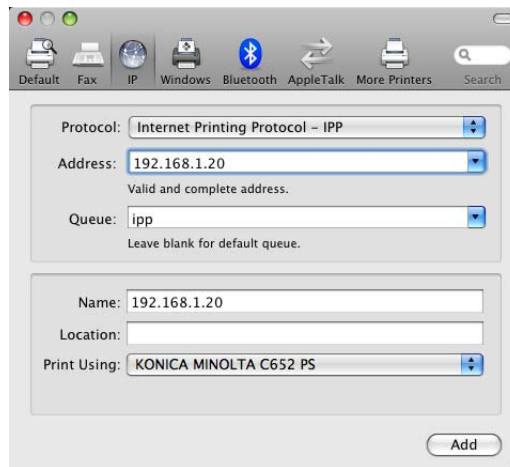 Default Fax IP Windows Bluetooth AppleTalk More Printers Search
Protocol: Internet Printing Protocol – IPP
Address: 192.168.1.20
Valid and complete address.
Queue: ipp
Leave blank for default queue.
Name: 192.168.1.20
Location:
Print Using: KONICA MINOLTA C652 PS
Add